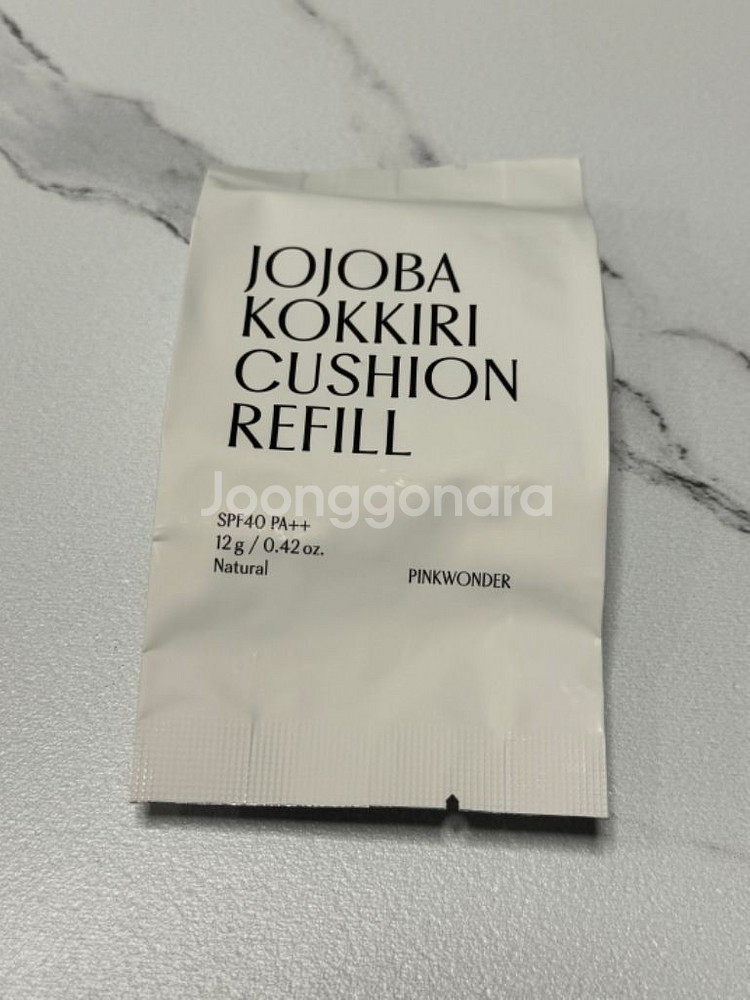 JOJOBA
KOKKIRI
CUSHION
REFILL
Joonggonara
SPF40 PA++
12 g / 0.42 oz.
Natural
PINKWONDER